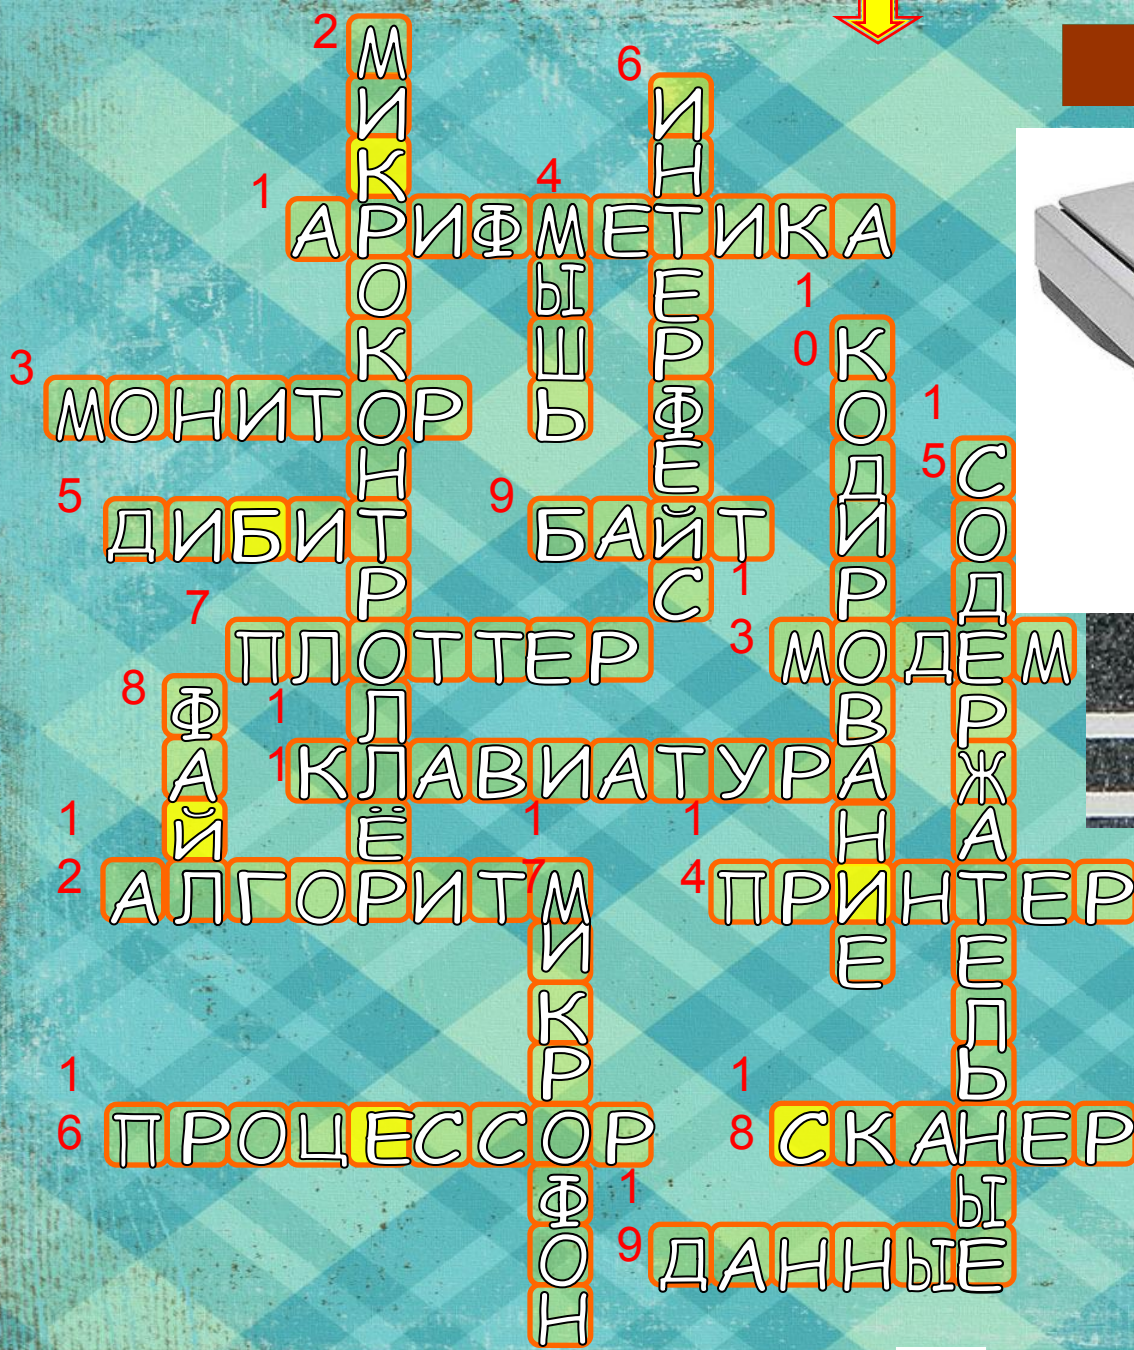 2 МИКРОКОНТРОЛЛЁР
6 ИНТЕРФЕЙС
1 АРИФМЕТИКА
4 МЫШЬ
10 КОДИРОВАНИЕ
3 МОНИТОР
15 СОДЕРЖАТЕЛЬНЫЕ
5 ДИБИТ
9 БАЙТ
7 ПЛОТТЕР
13 МОДЕМ
8 ФАЙЛ
11 КЛАВИАТУРА
12 АЛГОРИТМ
17 МИКРОФОН
14 ПРИНТЕР
16 ПРОЦЕССОР
18 СКАНЕР
19 ДАННЫЕ